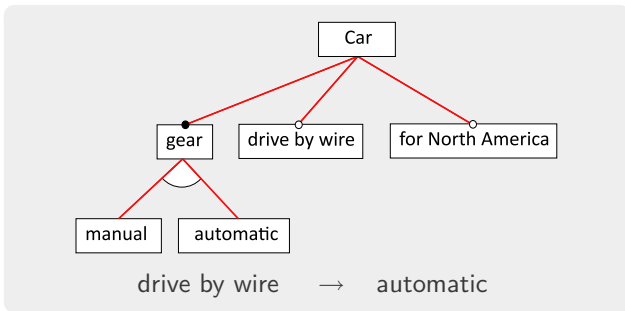 Car
gear drive by wire for North America
manual automatic
drive by wire → automatic